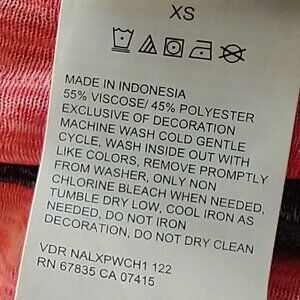 XS
MADE IN INDONESIA
55% VISCOSE/ 45% POLYESTER
EXCLUSIVE OF DECORATION
MACHINE WASH COLD GENTLE
CYCLE, WASH INSIDE OUT WITH
LIKE COLORS, REMOVE PROMPTLY
FROM WASHER, ONLY NON
CHLORINE BLEACH WHEN NEEDED,
TUMBLE DRY LOW, COOL IRON AS
NEEDED, DO NOT IRON
DECORATION, DO NOT DRY CLEAN
VDR NALXPWCH1 122
RN 67835 CA 07415